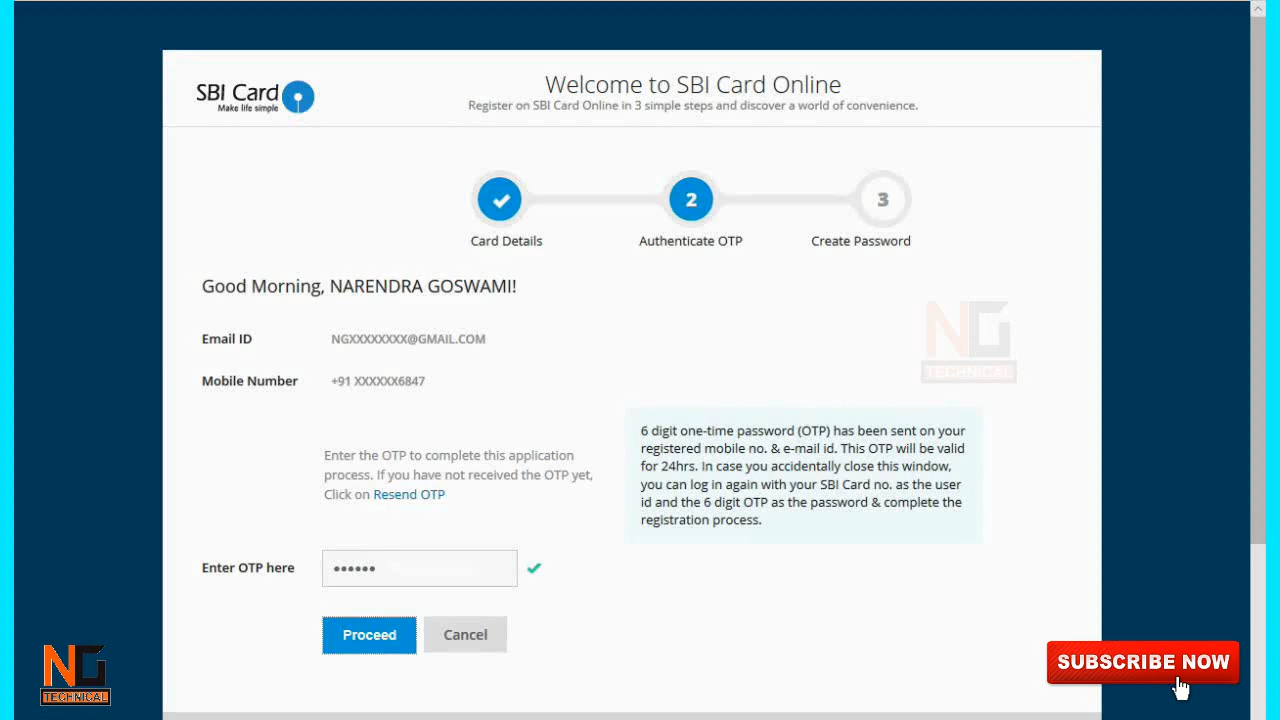 SBI Card
Make life simple
Welcome to SBI Card Online
Register on SBI Card Online in 3 simple steps and discover a world of convenience.
2
3
Card Details
Authenticate OTP
Create Password
Good Morning, NARENDRA GOSWAMI!
Email ID
NGXXXXXXXX@GMAIL.COM
Mobile Number
+91 XXXXXX6847
NG
TECHNICAL
Enter the OTP to complete this application
process. If you have not received the OTP yet,
Click on Resend OTP
6 digit one-time password (OTP) has been sent on your
registered mobile no. & e-mail id. This OTP will be valid
for 24hrs. In case you accidentally close this window,
you can log in again with your SBI Card no. as the user
id and the 6 digit OTP as the password & complete the
registration process.
Enter OTP here
••••••
Proceed
Cancel
NG
TECHNICAL
SUBSCRIBE NOW